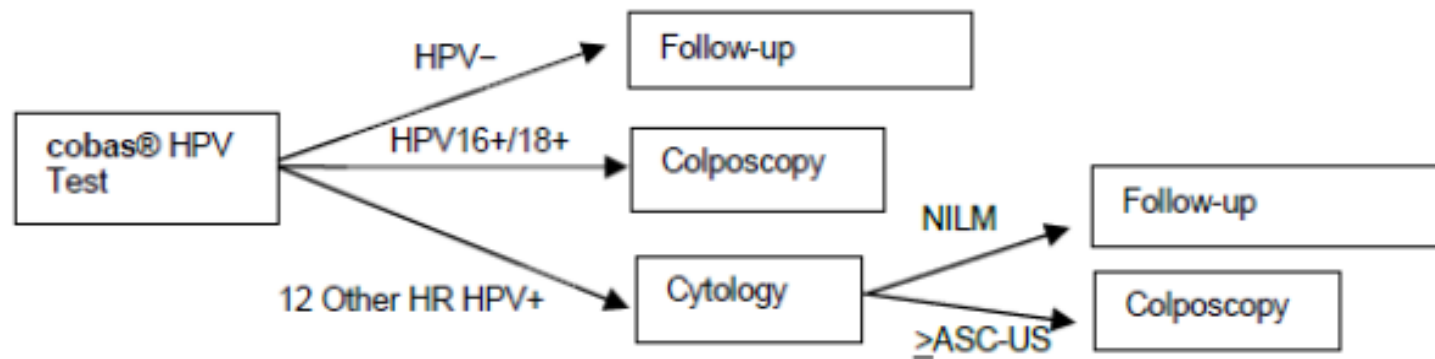 HPV–
Follow-up
cobas® HPV
Test
HPV16+/18+
Colposcopy
12 Other HR HPV+
Cytology
NILM
Follow-up
≥ASC-US
Colposcopy